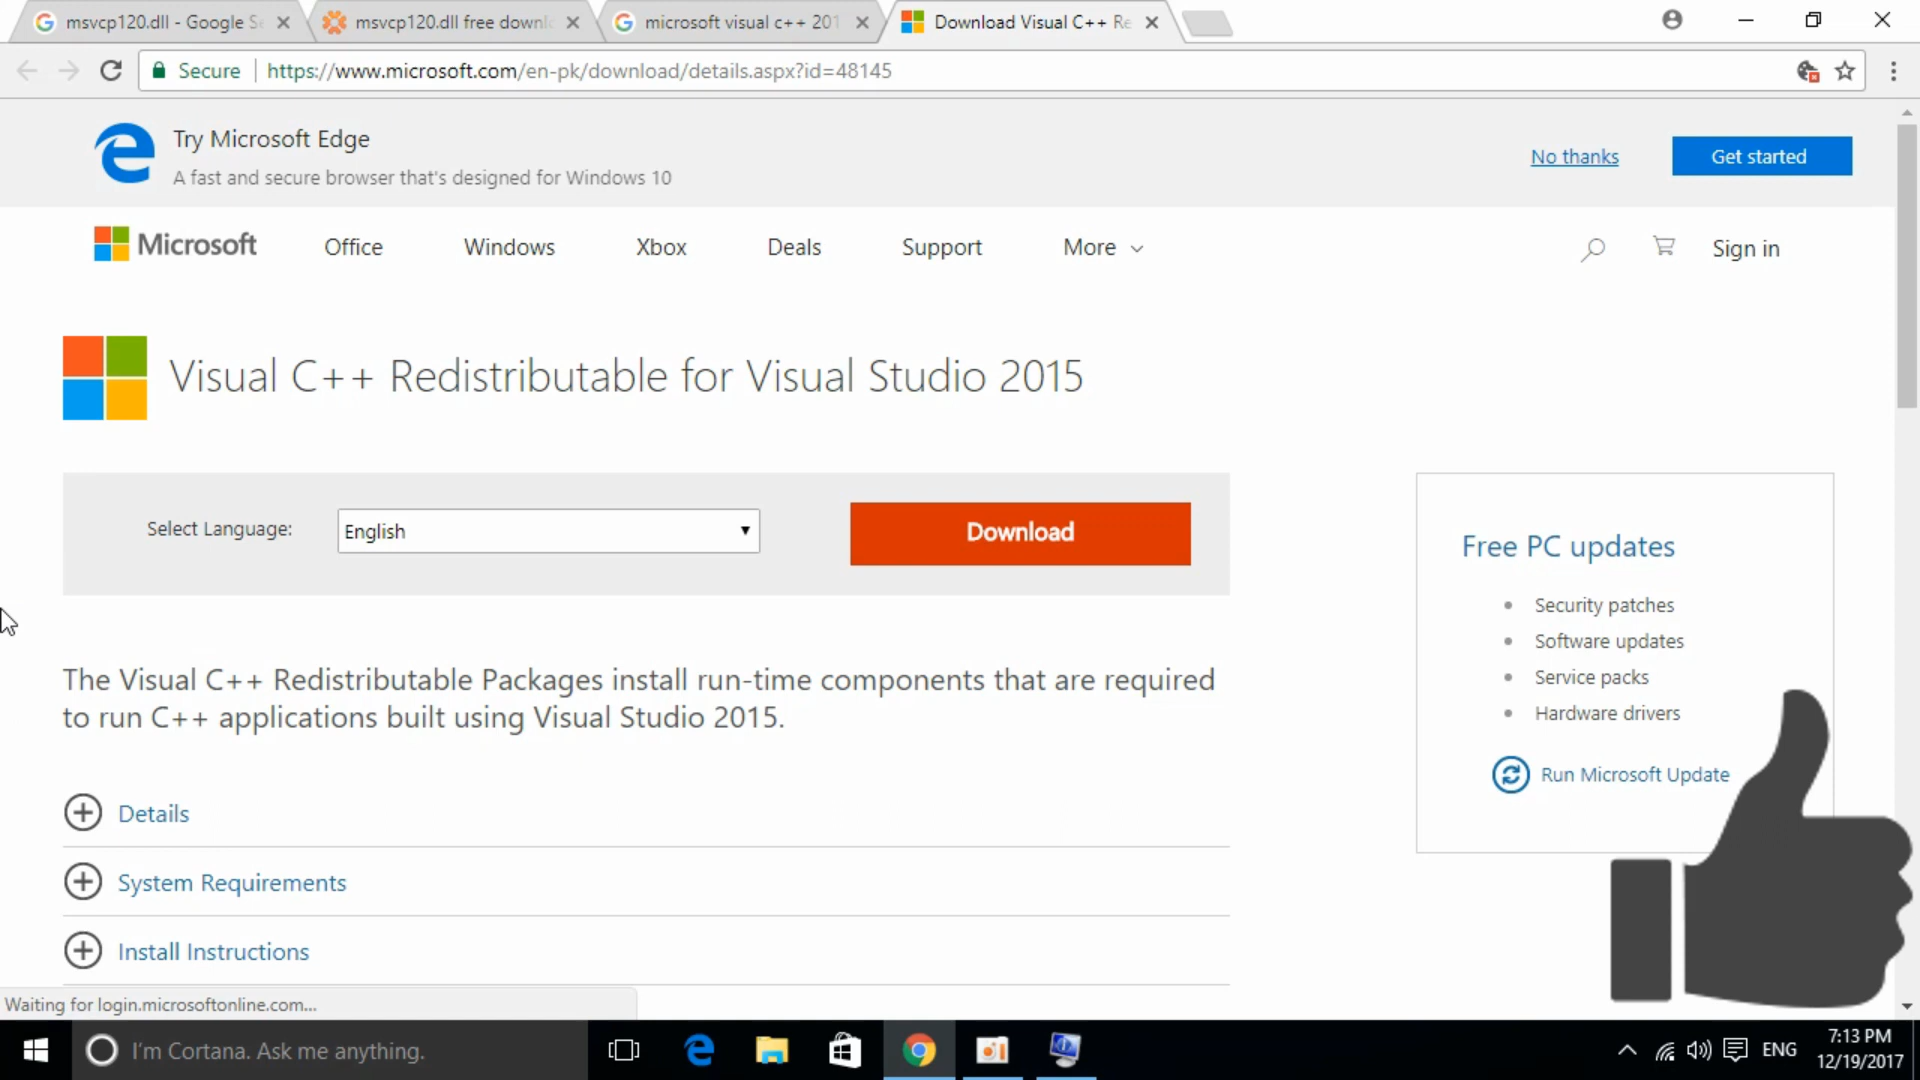 msvcp120.dll - Google Se
msvcp120.dll free downl
microsoft visual c++ 201
Download Visual C++ Re
Secure
https://www.microsoft.com/en-pk/download/details.aspx?id=48145
Try Microsoft Edge
A fast and secure browser that's designed for Windows 10
No thanks
Get started
Microsoft
Office
Windows
Xbox
Deals
Support
More
Sign in
Visual C++ Redistributable for Visual Studio 2015
Select Language:
English
Download
The Visual C++ Redistributable Packages install run-time components that are required
to run C++ applications built using Visual Studio 2015.
Details
System Requirements
Install Instructions
Free PC updates
Security patches
Software updates
Service packs
Hardware drivers
Run Microsoft Update
Waiting for login.microsoftonline.com...
I'm Cortana. Ask me anything.
ENG
7:13 PM
12/19/2017